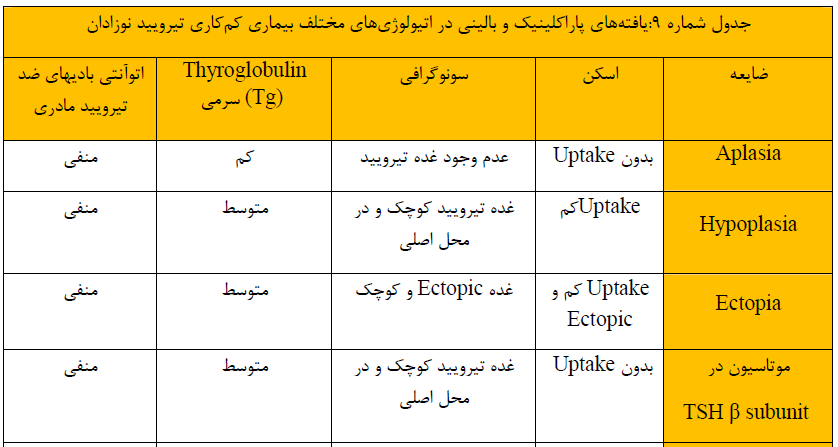 جدول شماره ۹:یافته‌های پاراکلینیک و بالینی در اتیولوژی‌های مختلف بیماری کم‌کاری تیرویید نوزادان
ضایعه
اسکن
سونوگرافی
Thyroglobulin
سرمی (Tg)
اتوآنتی بادیهای ضد
تیرویید مادری
Aplasia
بدون Uptake
عدم وجود غده تیرویید
کم
منفی
Hypoplasia
Uptakeکم
غده تیرویید کوچک و در
محل اصلی
متوسط
منفی
Ectopia
Uptake کم و
Ectopic
غده Ectopic و کوچک
متوسط
منفی
موتاسیون در
TSH β subunit
بدون Uptake
غده تیرویید کوچک و در
محل اصلی
متوسط
منفی